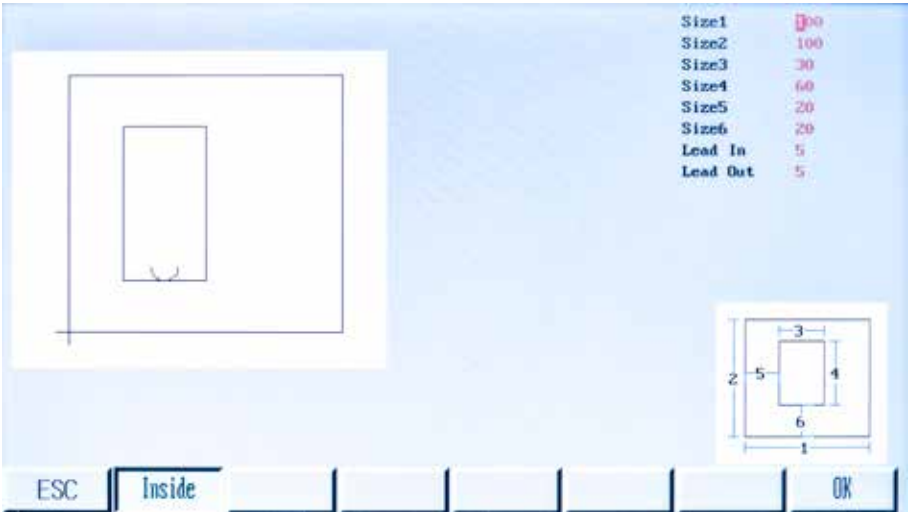 Size1 100
Size2 100
Size3 30
Size4 60
Size5 20
Size6 20
Lead In 5
Lead Out 5
3
2 5 4
6
1
ESC Inside OK